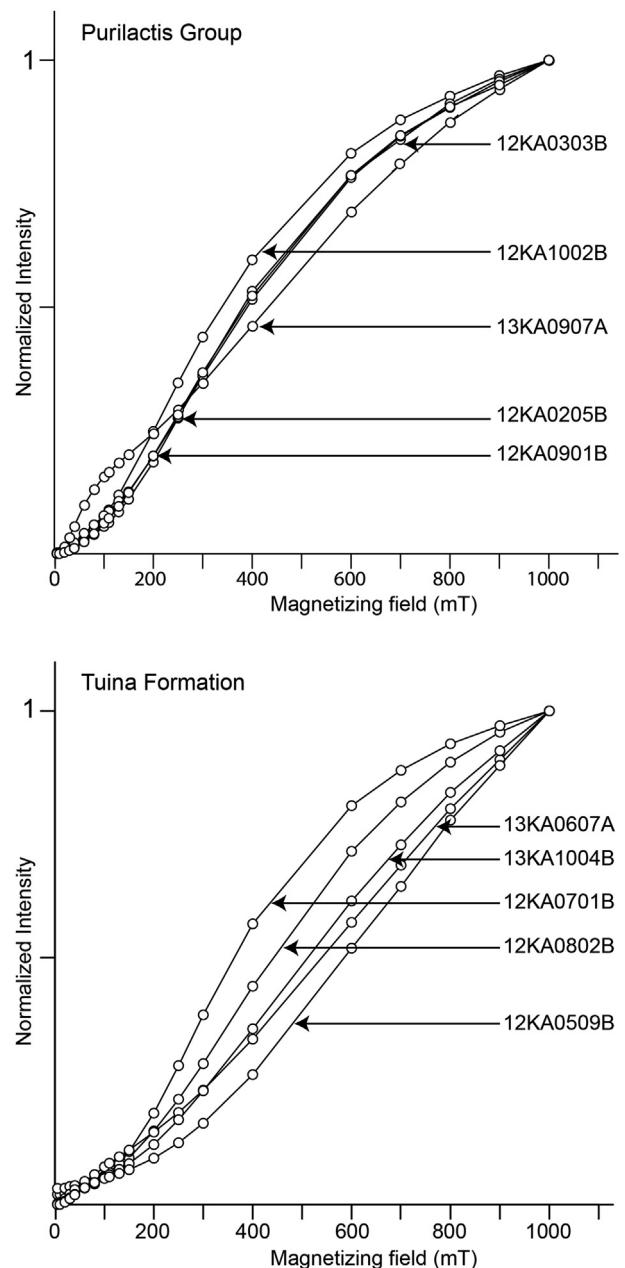 Purilactis Group
1
Normalized Intensity
12KA0303B
12KA1002B
13KA0907A
12KA0205B
12KA0901B
0 200 400 600 800 1000
Magnetizing field (mT)
Tuina Formation
1
Normalized Intensity
13KA0607A
13KA1004B
12KA0701B
12KA0802B
12KA0509B
0 200 400 600 800 1000
Magnetizing field (mT)